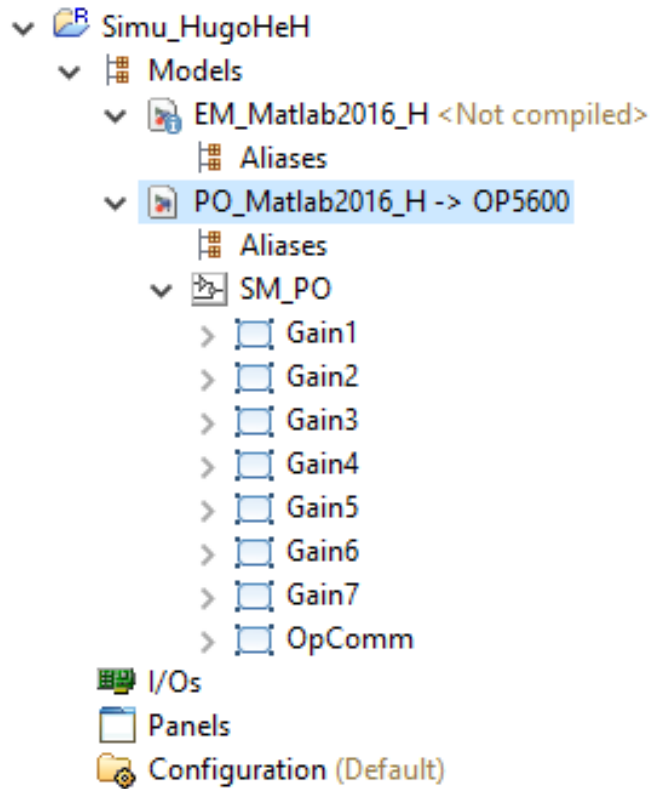 Simu_HugoHeH
Models
EM_Matlab2016_H <Not compiled>
Aliases
PO_Matlab2016_H -> OP5600
Aliases
SM_PO
Gain1
Gain2
Gain3
Gain4
Gain5
Gain6
Gain7
OpComm
I/Os
Panels
Configuration (Default)